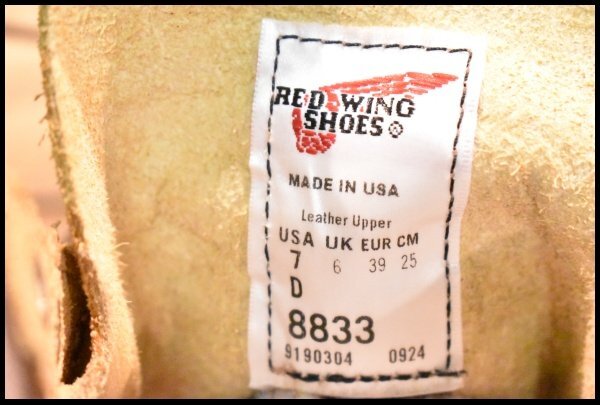 RED WING
SHOES ®
MADE IN USA
Leather Upper
USA UK EUR CM
7 6 39 25
D
8833
9190304 0924